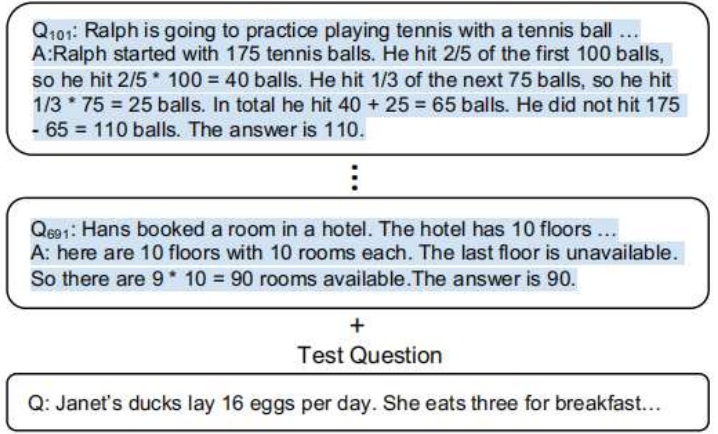 Q101: Ralph is going to practice playing tennis with a tennis ball …
A:Ralph started with 175 tennis balls. He hit 2/5 of the first 100 balls,
so he hit 2/5 * 100 = 40 balls. He hit 1/3 of the next 75 balls, so he hit
1/3 * 75 = 25 balls. In total he hit 40 + 25 = 65 balls. He did not hit 175
- 65 = 110 balls. The answer is 110.
⋮
Q691: Hans booked a room in a hotel. The hotel has 10 floors …
A: here are 10 floors with 10 rooms each. The last floor is unavailable.
So there are 9 * 10 = 90 rooms available.The answer is 90.
+
Test Question
Q: Janet's ducks lay 16 eggs per day. She eats three for breakfast…